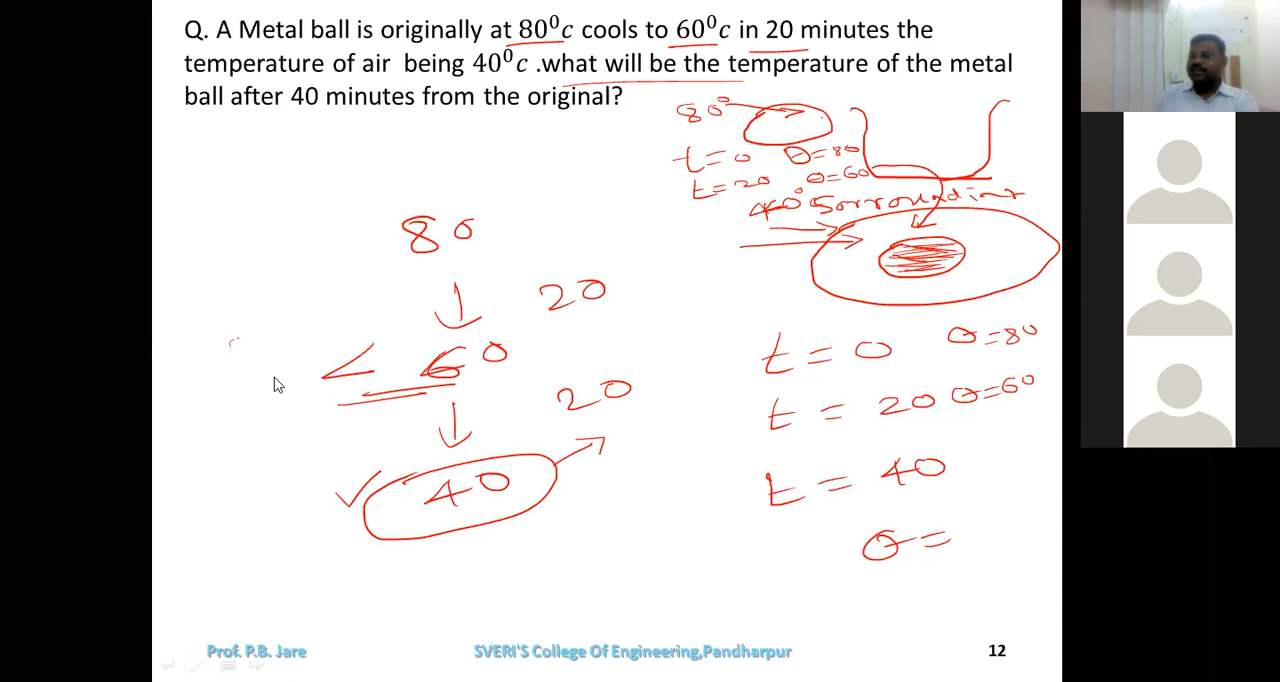 Q. A Metal ball is originally at 80⁰c cools to 60⁰c in 20 minutes the
temperature of air being 40⁰c .what will be the temperature of the metal
ball after 40 minutes from the original?
80°
t=0 θ=80
t=20 θ=60
40° Sorroundint
80
20
< 60
20
40
t = 0 θ=80
t = 20 θ=60
t = 40
θ=
Prof. P.B. Jare
SVERI'S College Of Engineering,Pandharpur
12